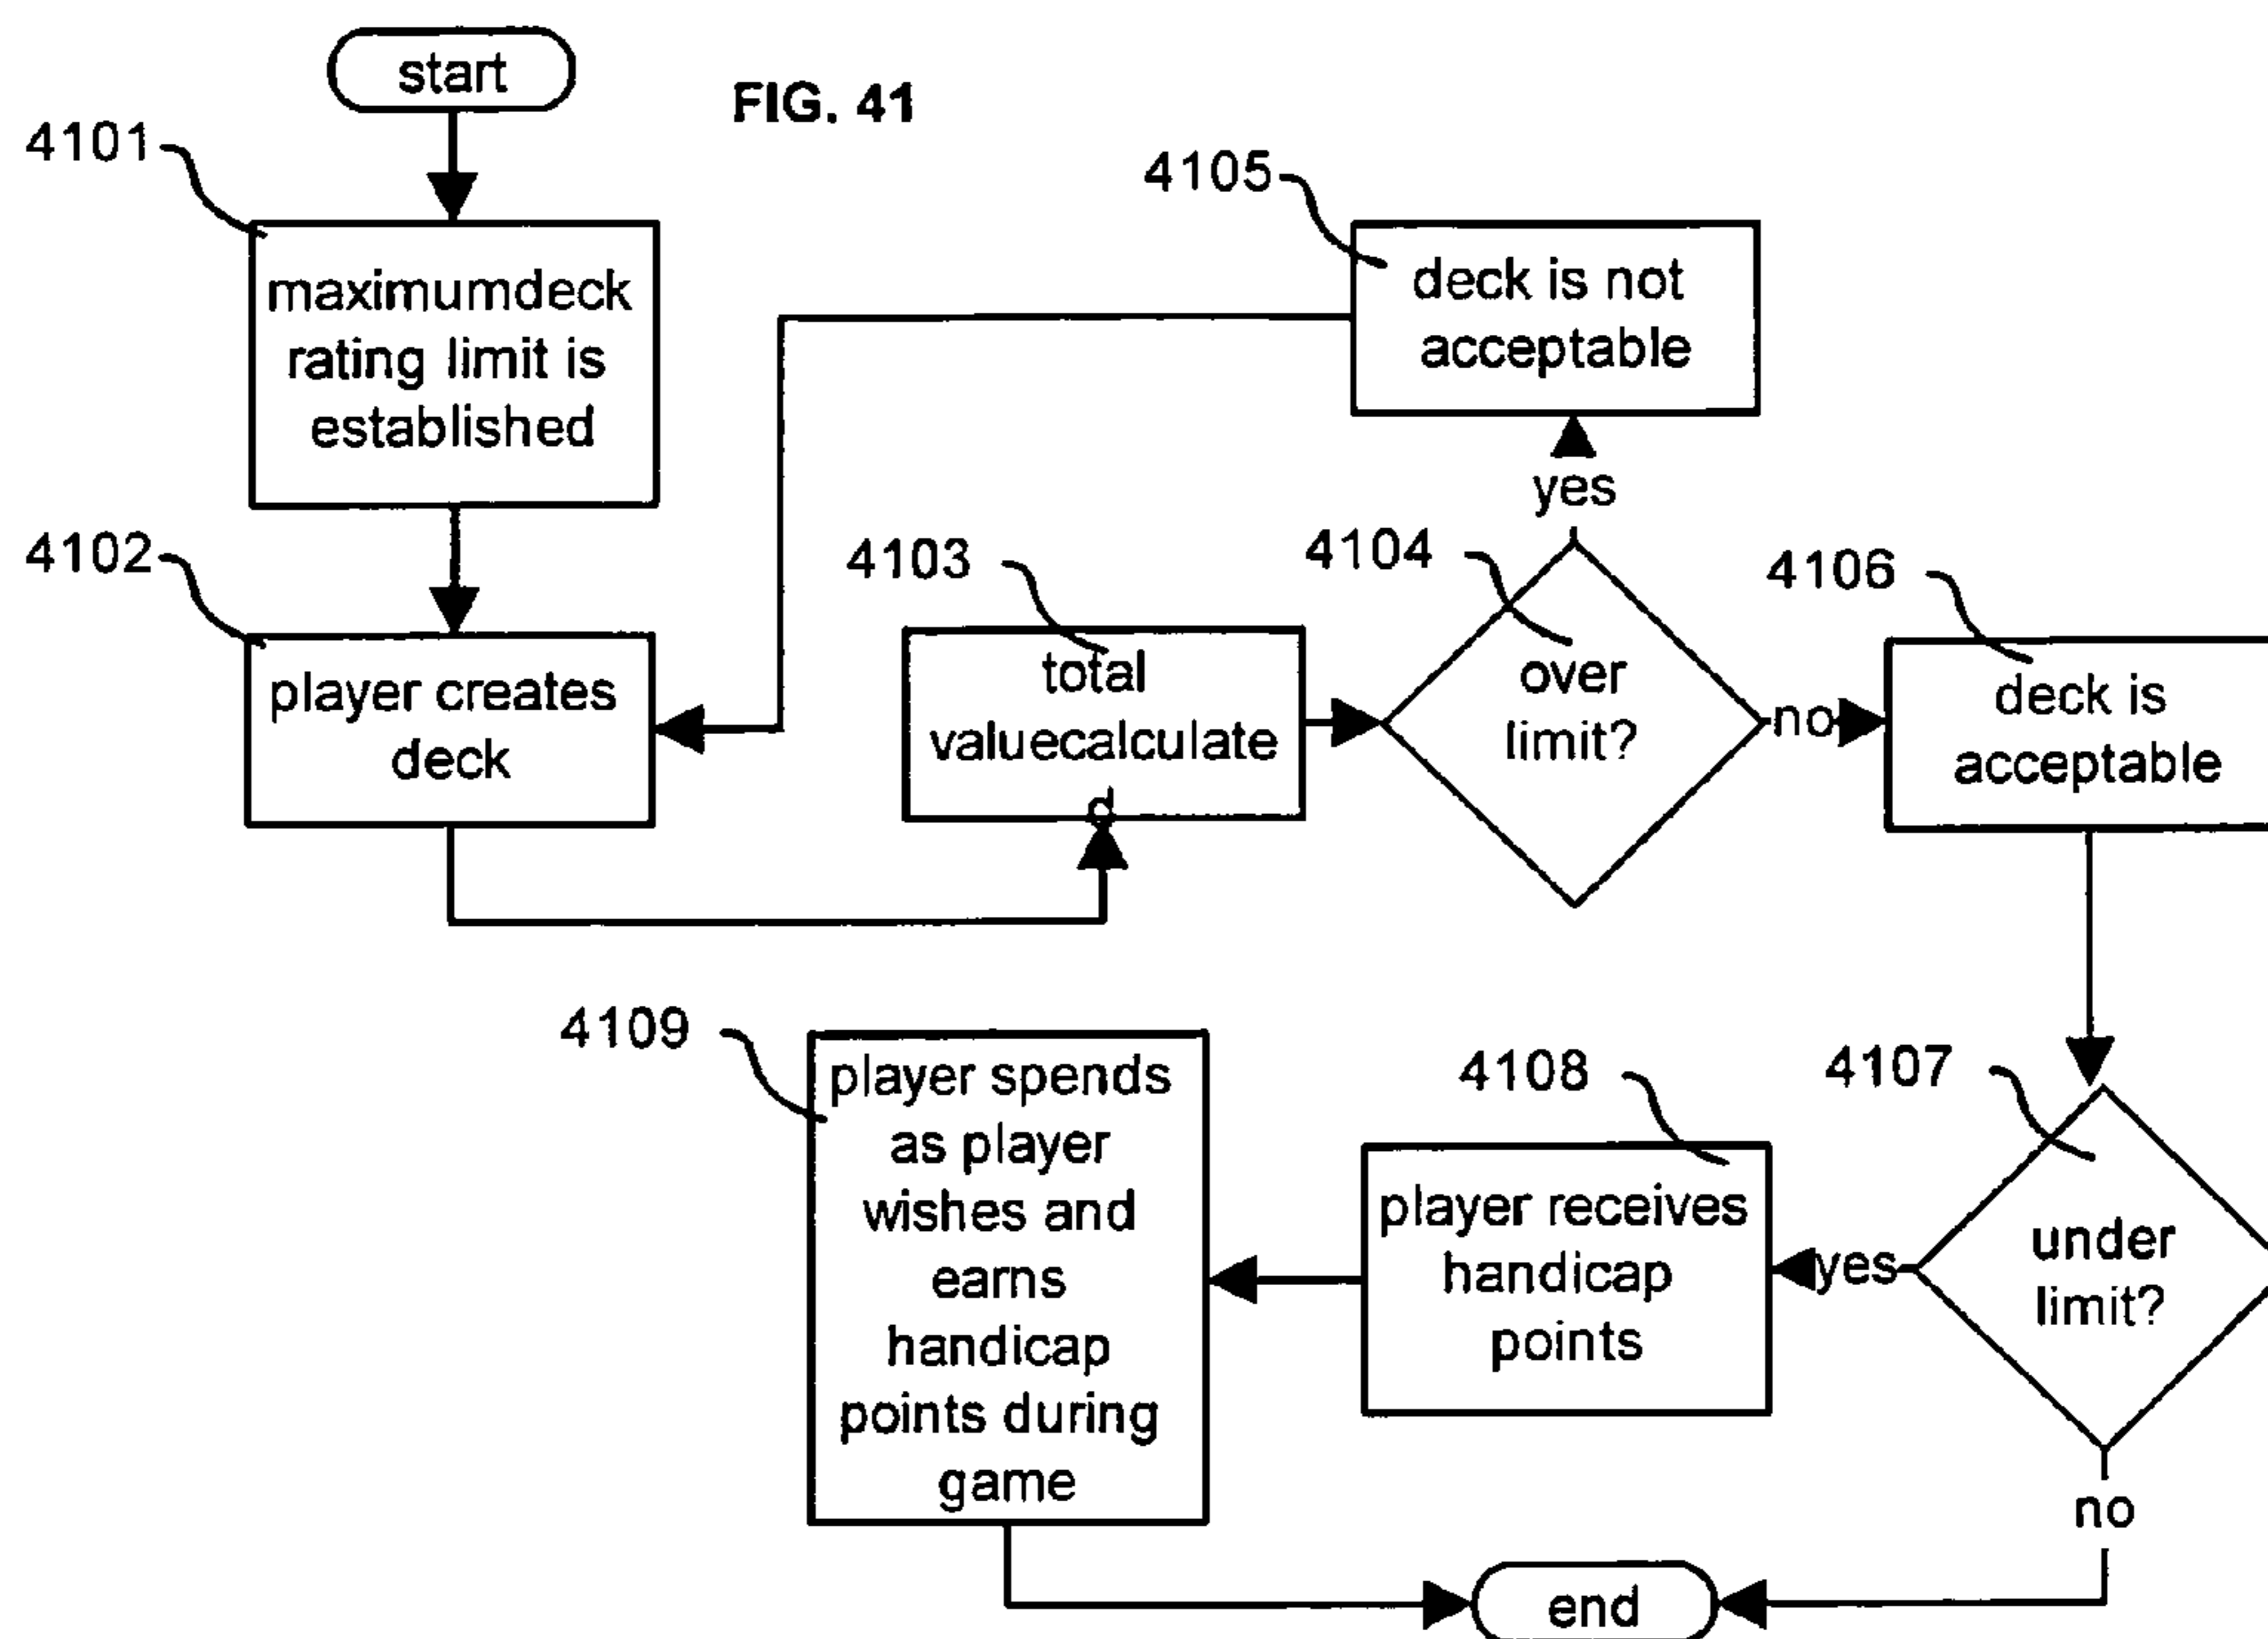 start
FIG. 41
4101
maximumdeck
rating limit is
established
4105
deck is not
acceptable
yes
4102
player creates
deck
4103
total
valuecalculate
d
4104
over
limit?
no
4106
deck is
acceptable
4109
player spends
as player
wishes and
earns
handicap
points during
game
4108
player receives
handicap
points
yes
4107
under
limit?
no
end